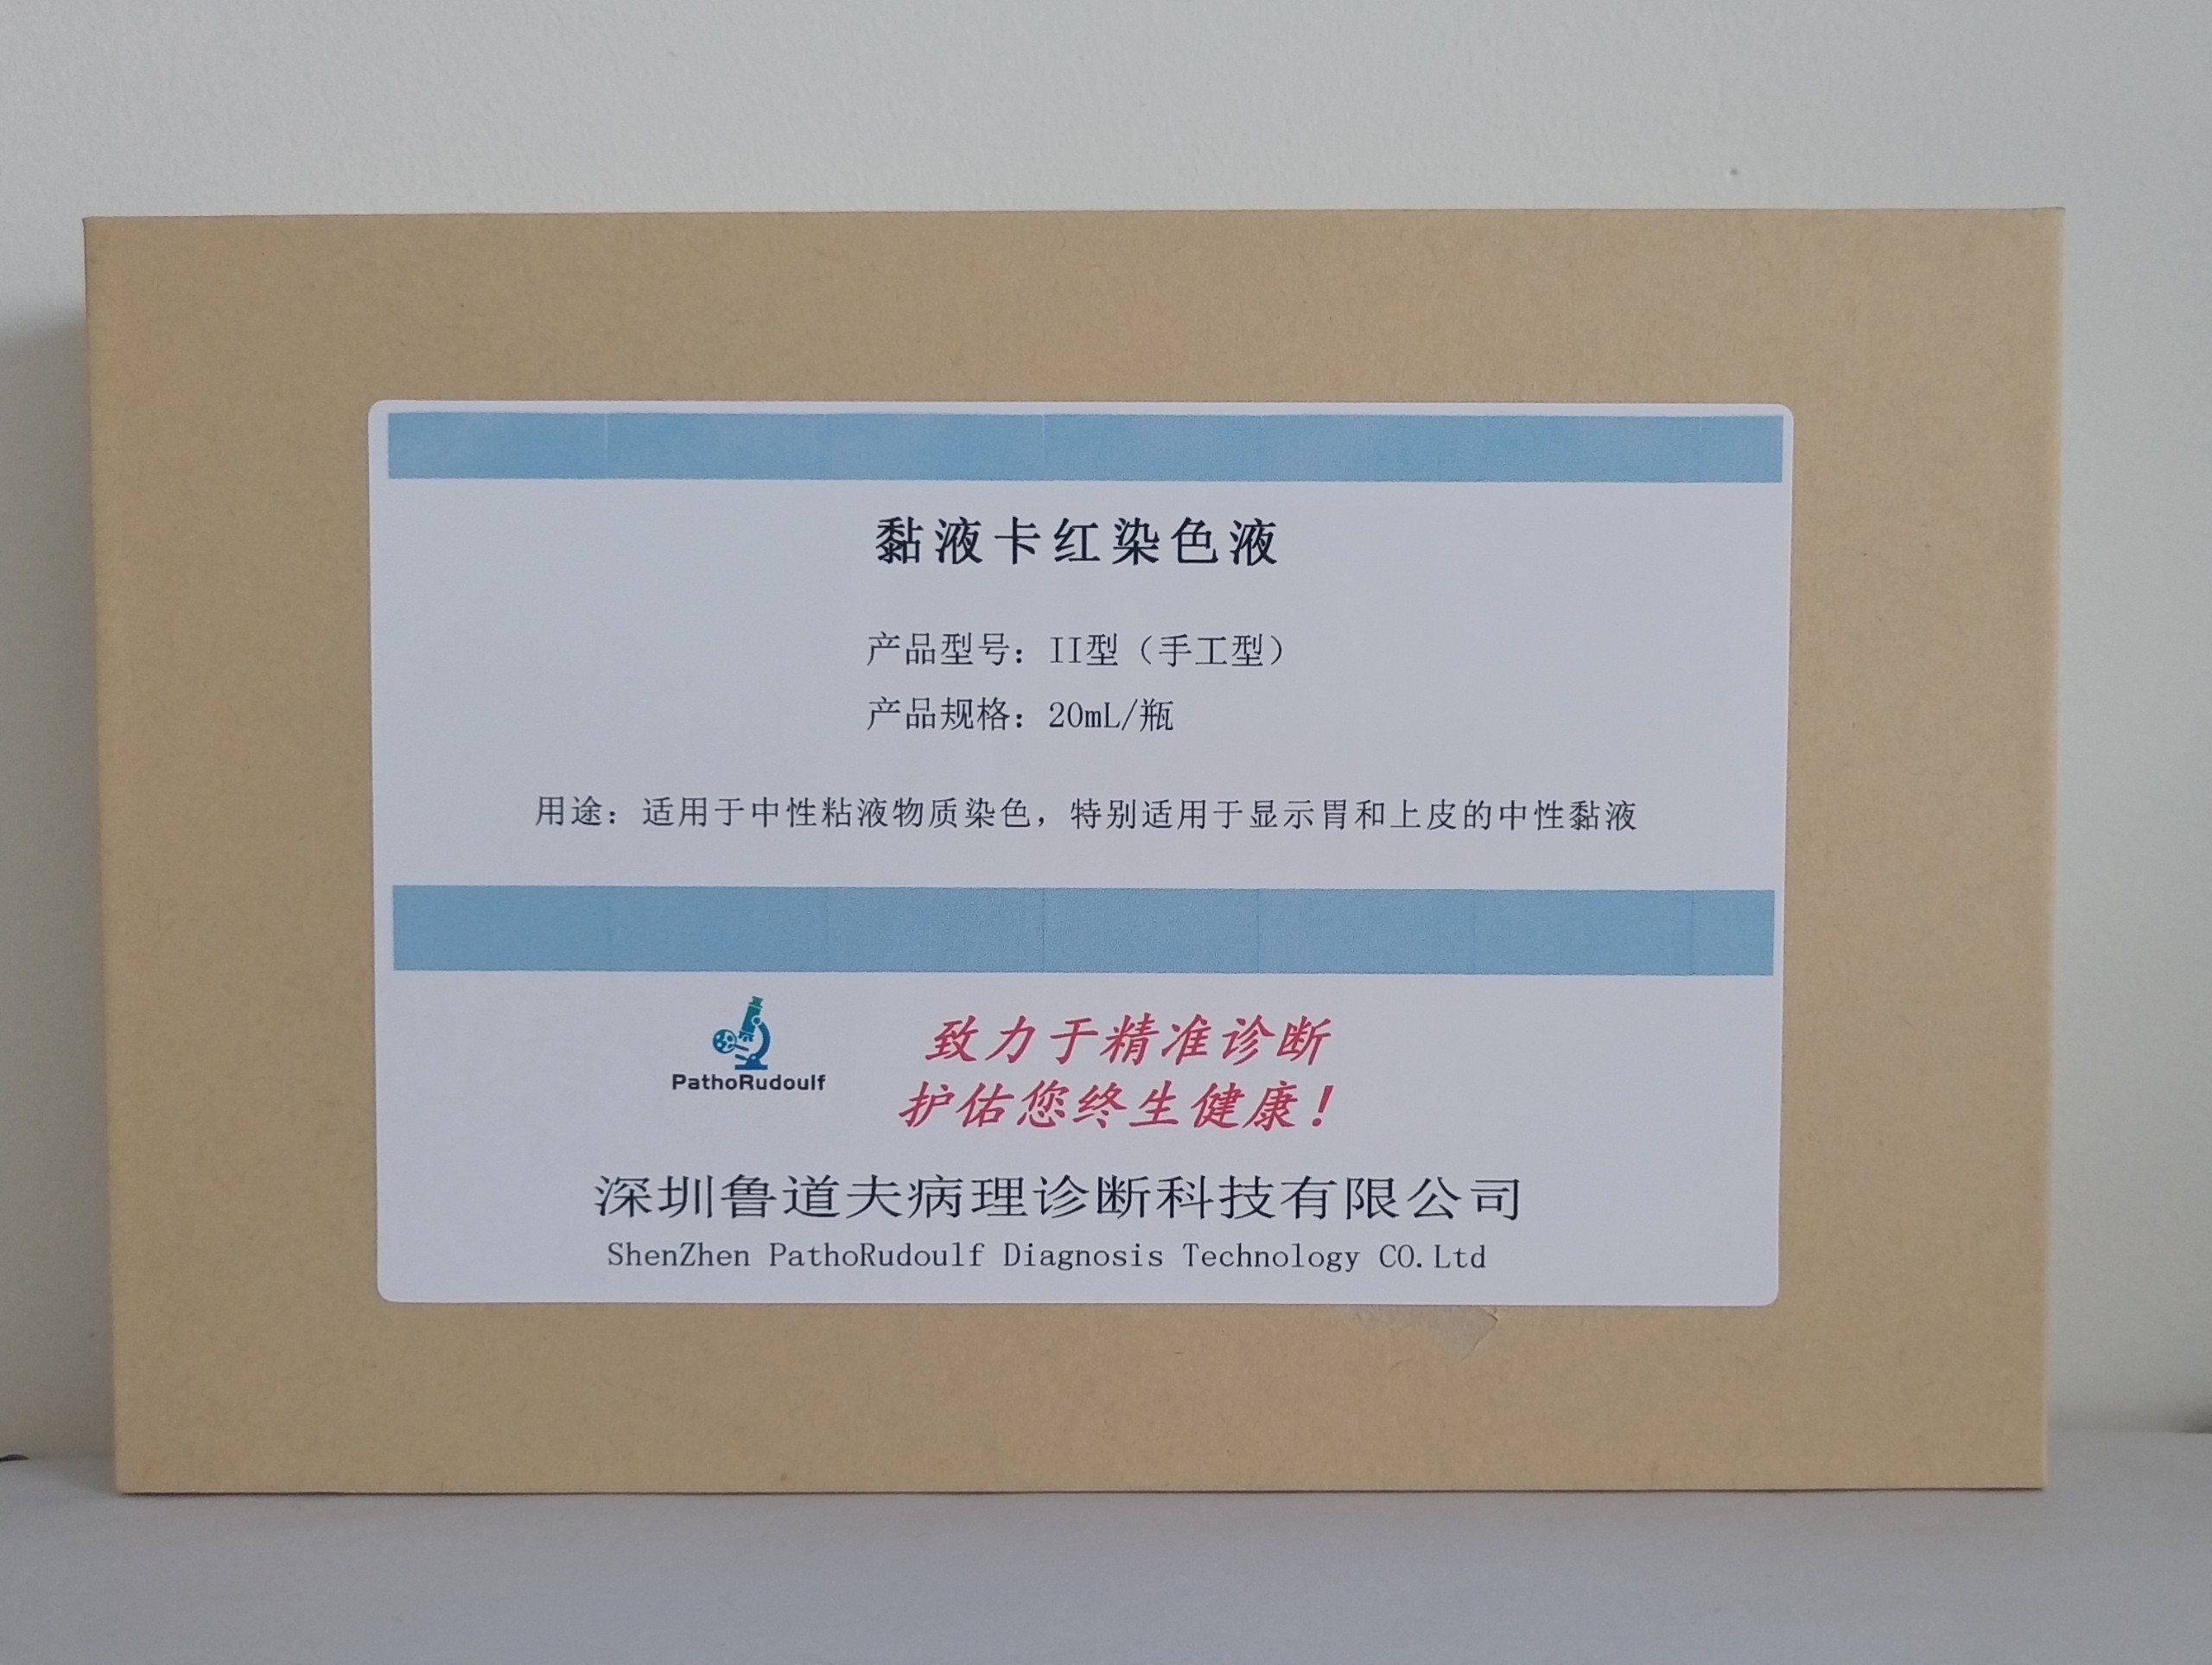 黏液卡红染色液
产品型号：II型（手工型）
产品规格：20mL/瓶
用途：适用于中性粘液物质染色，特别适用于显示胃和上皮的中性黏液
PathoRudoulf
致力于精准诊断
护佑您终生健康！
深圳鲁道夫病理诊断科技有限公司
ShenZhen PathoRudoulf Diagnosis Technology CO.Ltd